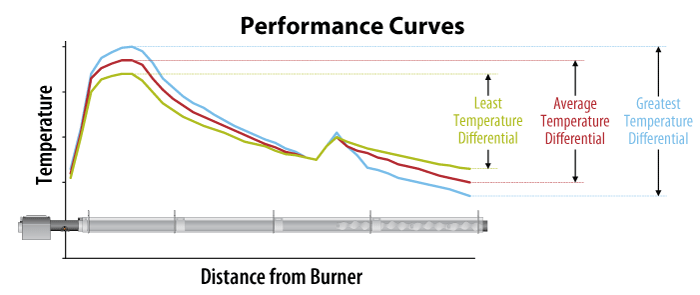 Performance Curves
Temperature
Least
Temperature
Differential
Average
Temperature
Differential
Greatest
Temperature
Differential
Distance from Burner